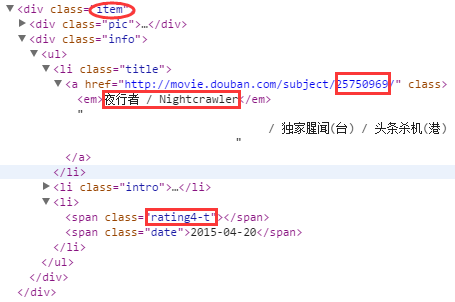 <div class="item">
<div class="pic">…</div>
<div class="info">
<ul>
<li class="title">
<a href="http://movie.douban.com/subject/25750969/" class>
<em>夜行者 / Nightcrawler</em>
"
/ 独家腥闻(台) / 头条杀机(港)
"
</a>
</li>
<li class="intro">…</li>
<li>
<span class="rating4-t"></span>
<span class="date">2015-04-20</span>
</li>
</ul>
</div>
</div>